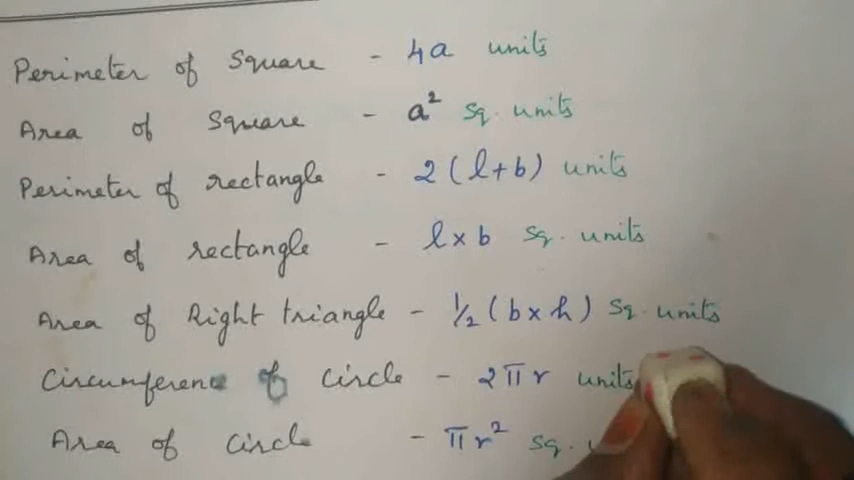 Perimeter of Square - 4a units
Area of Square - a² sq. units
Perimeter of rectangle - 2 (l+b) units
Area of rectangle - l × b sq. units
Area of Right triangle - 1/2 (b × h) sq. units
Circumference of circle - 2πr units
Area of circle - πr² sq.